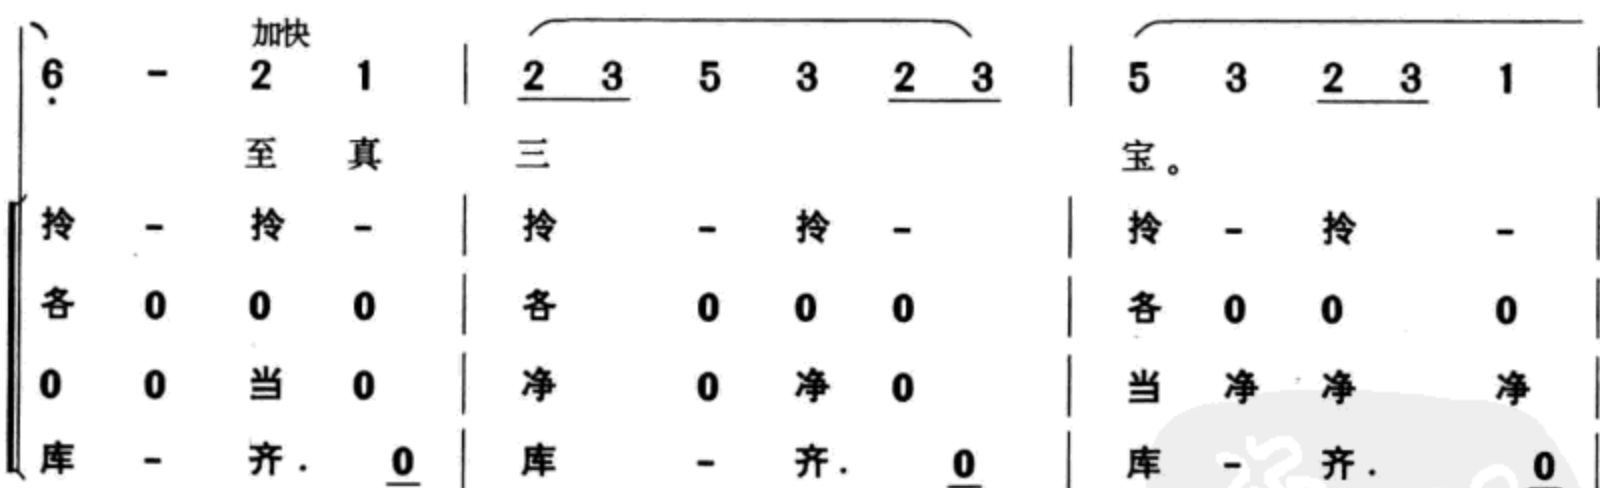 加快
6 - 2 1 | 2 3 5 3 2 3 | 5 3 2 3 1 |
至 真 三 宝。
拎 - 拎 - | 拎 - 拎 - | 拎 - 拎 - |
各 0 0 0 | 各 0 0 0 | 各 0 0 0 |
0 0 当 0 | 净 0 净 0 | 当 净 净 净 |
库 - 齐 . 0 | 库 - 齐 . 0 | 库 - 齐 . 0 |